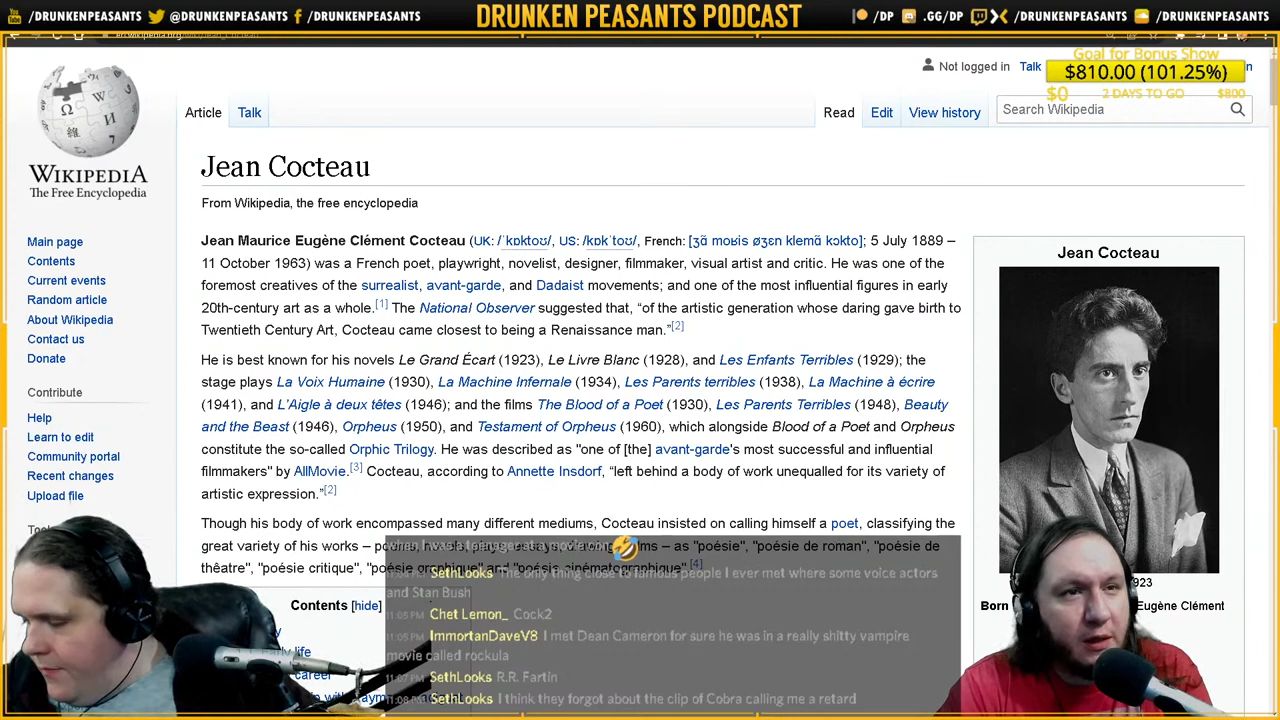 /DRUNKENPEASANTS @DRUNKENPEASANTS /DRUNKENPEASANTS DRUNKEN PEASANTS PODCAST /DP .GG/DP /DRUNKENPEASANTS /DRUNKENPEASANTS
Goal for Bonus Show
Not logged in Talk $810.00 (101.25%)
$0 2 DAYS TO GO $800
Article Talk Read Edit View history Search Wikipedia
WIKIPEDIA
The Free Encyclopedia
Main page
Contents
Current events
Random article
About Wikipedia
Contact us
Donate
Contribute
Help
Learn to edit
Community portal
Recent changes
Upload file
Jean Cocteau
From Wikipedia, the free encyclopedia
Jean Maurice Eugène Clément Cocteau (UK: /ˈkɒktoʊ/, US: /kɒkˈtoʊ/, French: [ʒɑ̃ moʁis øʒɛn klemɑ̃ kɔkto]; 5 July 1889 –
11 October 1963) was a French poet, playwright, novelist, designer, filmmaker, visual artist and critic. He was one of the
foremost creatives of the surrealist, avant-garde, and Dadaist movements; and one of the most influential figures in early
20th-century art as a whole.[1] The National Observer suggested that, “of the artistic generation whose daring gave birth to
Twentieth Century Art, Cocteau came closest to being a Renaissance man.”[2]
He is best known for his novels Le Grand Écart (1923), Le Livre Blanc (1928), and Les Enfants Terribles (1929); the
stage plays La Voix Humaine (1930), La Machine Infernale (1934), Les Parents terribles (1938), La Machine à écrire
(1941), and L'Aigle à deux têtes (1946); and the films The Blood of a Poet (1930), Les Parents Terribles (1948), Beauty
and the Beast (1946), Orpheus (1950), and Testament of Orpheus (1960), which alongside Blood of a Poet and Orpheus
constitute the so-called Orphic Trilogy. He was described as "one of [the] avant-garde's most successful and influential
filmmakers" by AllMovie.[3] Cocteau, according to Annette Insdorf, “left behind a body of work unequalled for its variety of
artistic expression.”[2]
Though his body of work encompassed many different mediums, Cocteau insisted on calling himself a poet, classifying the
great variety of his works – poems, novels, plays, essays, drawings, films – as "poésie", "poésie de roman", "poésie de
thêatre", "poésie critique", "poésie graphique" and "poésie cinématographique".[4]
Contents [hide]
life
career
Jean Cocteau
Born
Eugène Clément
SethLooks The only thing close to famous people I ever met where some voice actors
and Stan Bush
11:05 PM Chet Lemon_ Cock2
11:05 PM ImmortanDaveV8 I met Dean Cameron for sure he was in a really shitty vampire
movie called rockula
11:07 PM SethLooks R.R. Fartin
11:08 PM SethLooks I think they forgot about the clip of Cobra calling me a retard